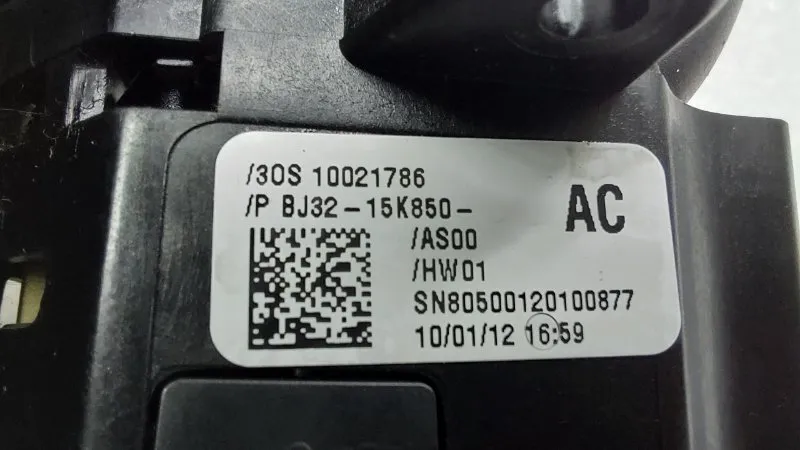 /3OS 10021786
/P BJ32-15K850-
AC
/AS00
/HW01
SN80500120100877
10/01/12 16:59